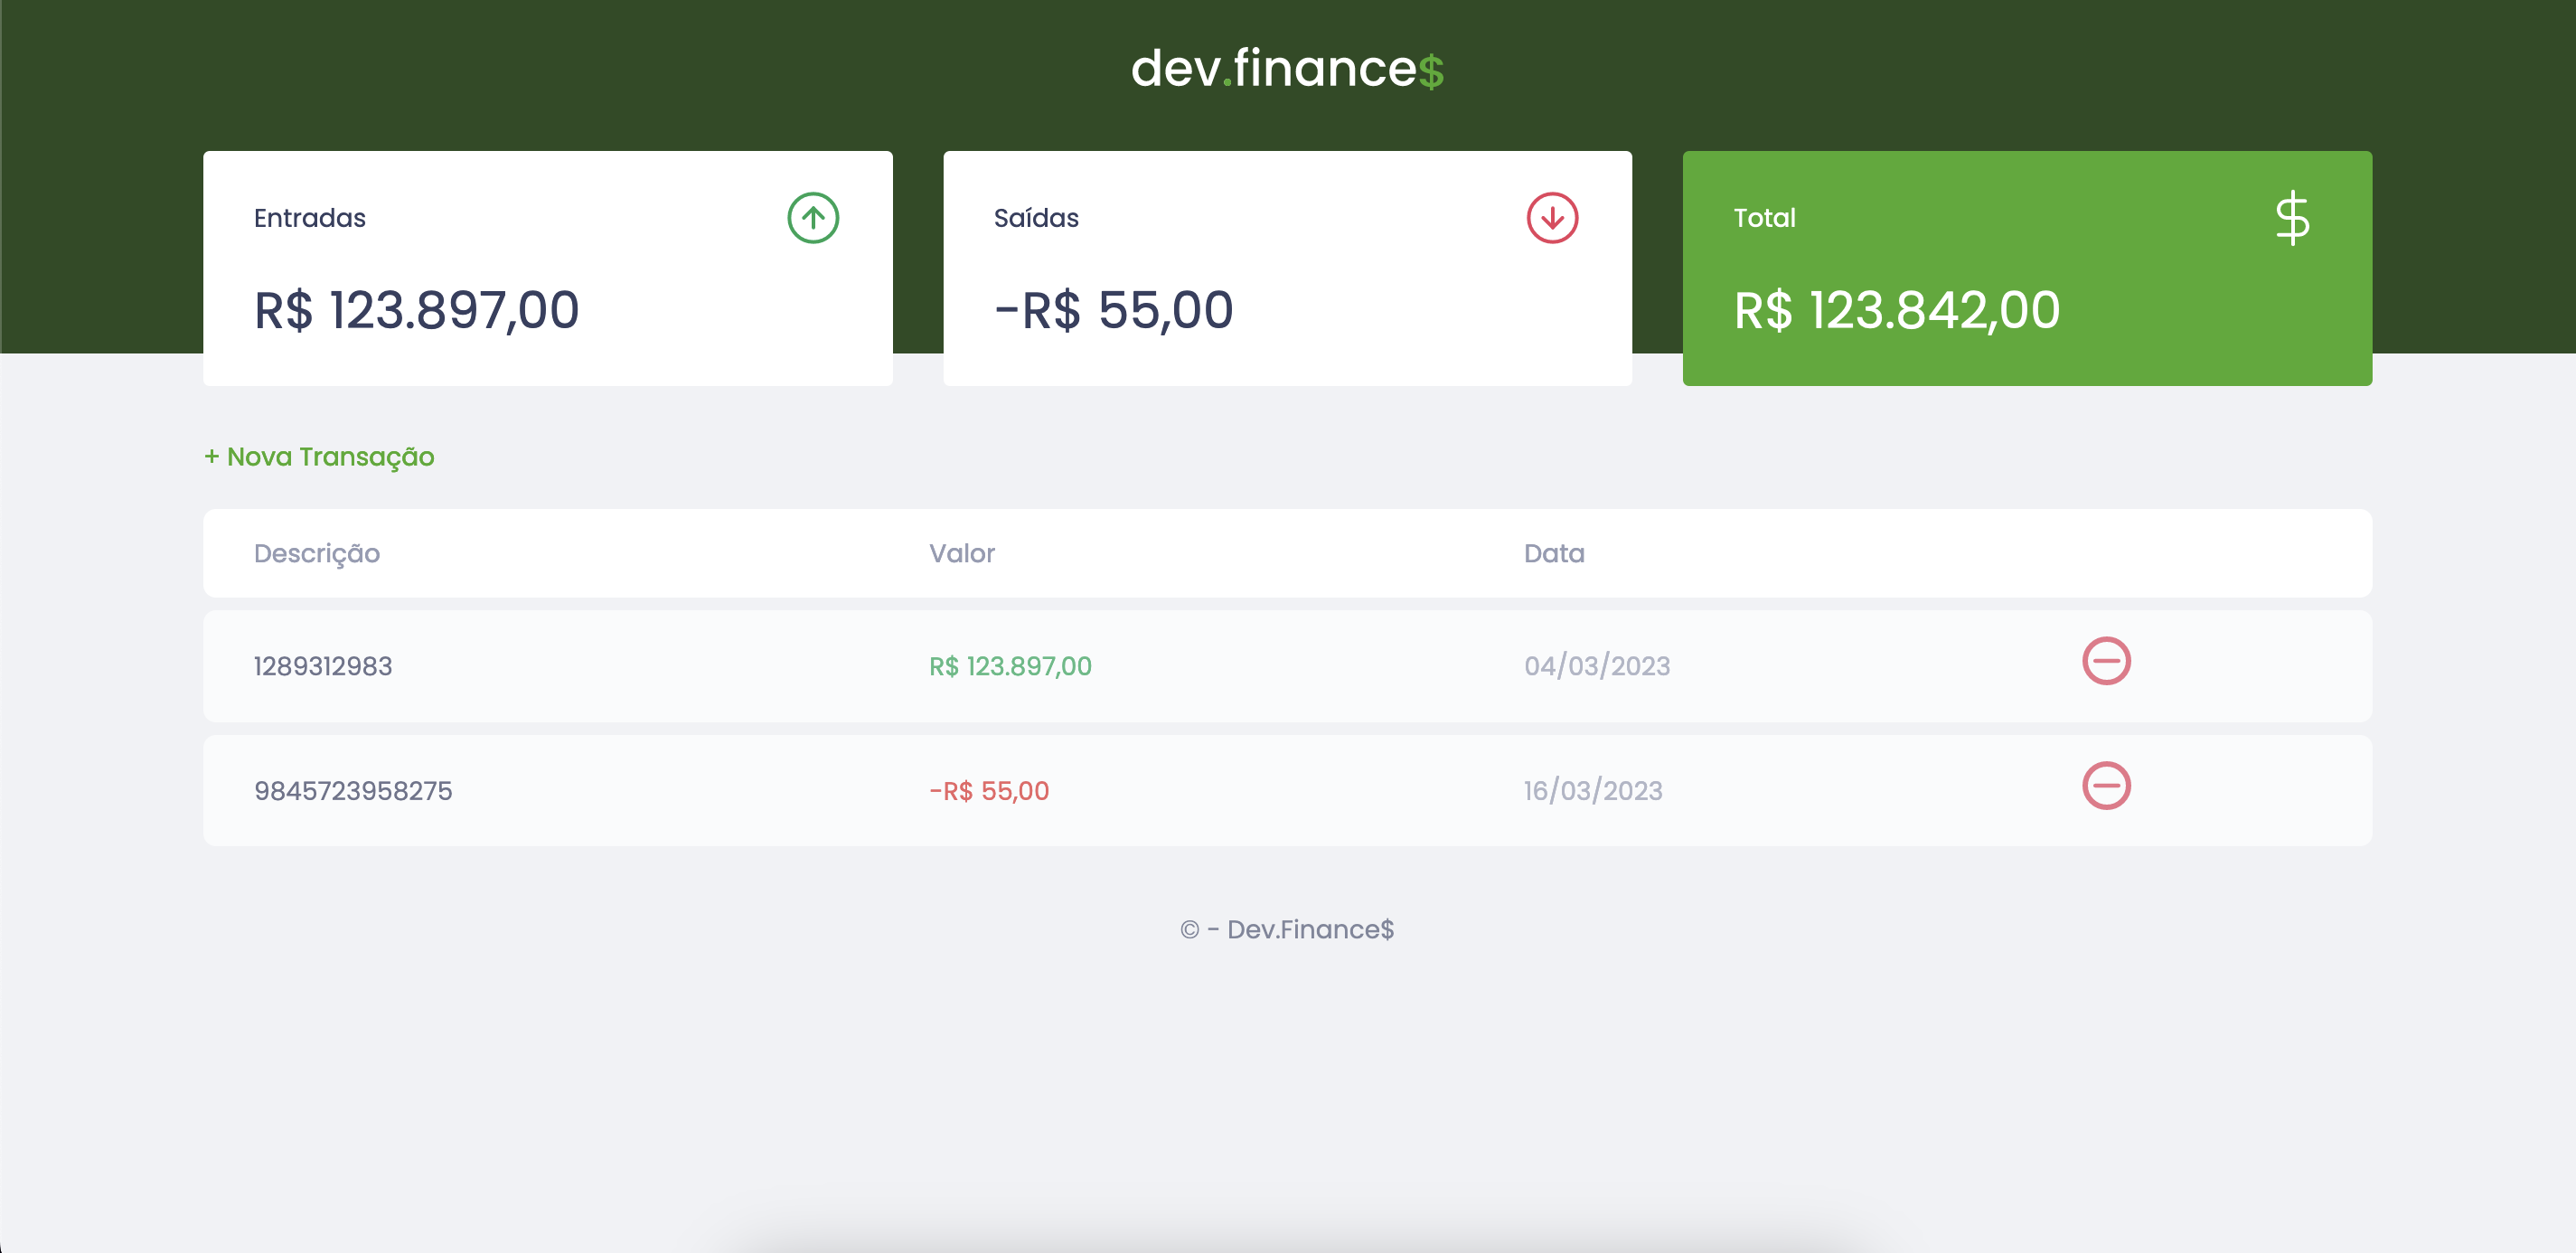 dev.finance$
Entradas
R$ 123.897,00
Saídas
-R$ 55,00
Total
$
R$ 123.842,00
+ Nova Transação
Descrição Valor Data
1289312983 R$ 123.897,00 04/03/2023
9845723958275 -R$ 55,00 16/03/2023
© - Dev.Finance$